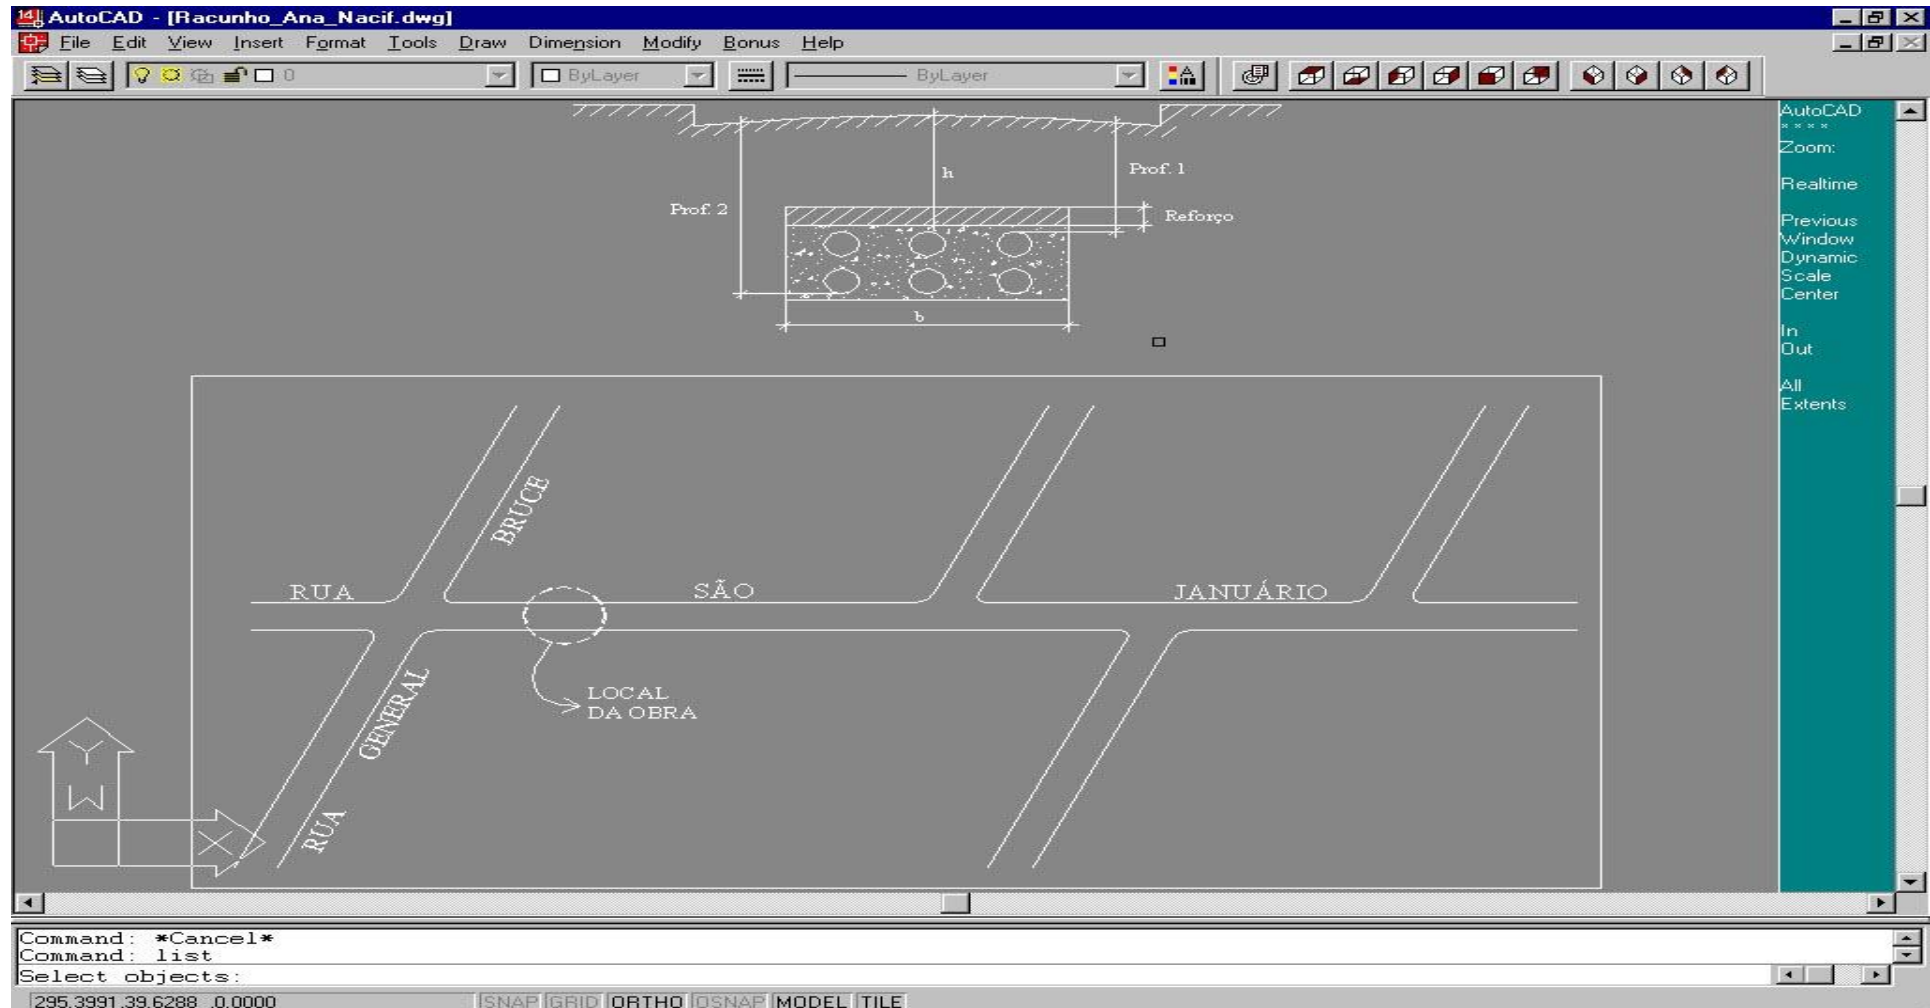 14 AutoCAD - [Racunho_Ana_Nacif.dwg]
File Edit View Insert Format Tools Draw Dimension Modify Bonus Help
0 ByLayer ByLayer
AutoCAD
* * * *
Zoom:
Realtime
Previous
Window
Dynamic
Scale
Center
In
Out
All
Extents
h
Prof. 1
Prof. 2
Reforço
b
BRUCE
RUA SÃO JANUÁRIO
GENERAL
LOCAL
DA OBRA
RUA
Y
W
X
Command: *Cancel*
Command: list
Select objects:
295.3991,39.6288 ,0.0000 SNAP GRID ORTHO OSNAP MODEL TILE